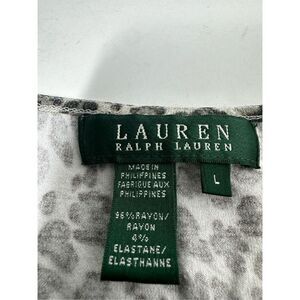 LAUREN
RALPH LAUREN
L
MADE IN
PHILIPPINES
FABRIQUE AUX
PHILIPPINES
96% RAYON/
RAYON
4%
ELASTANE/
ELASTHANNE